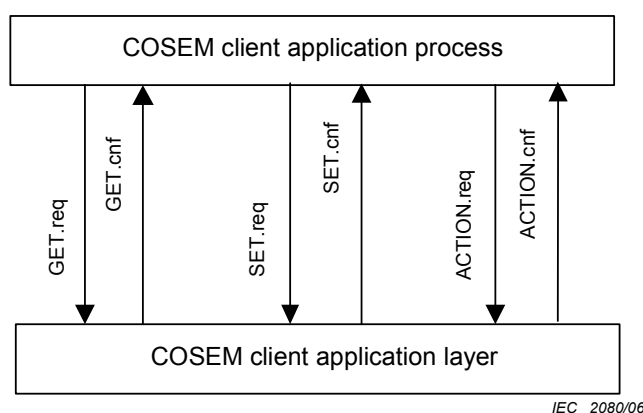 COSEM client application process
GET.req
GET.cnf
SET.req
SET.cnf
ACTION.req
ACTION.cnf
COSEM client application layer
IEC 2080/06